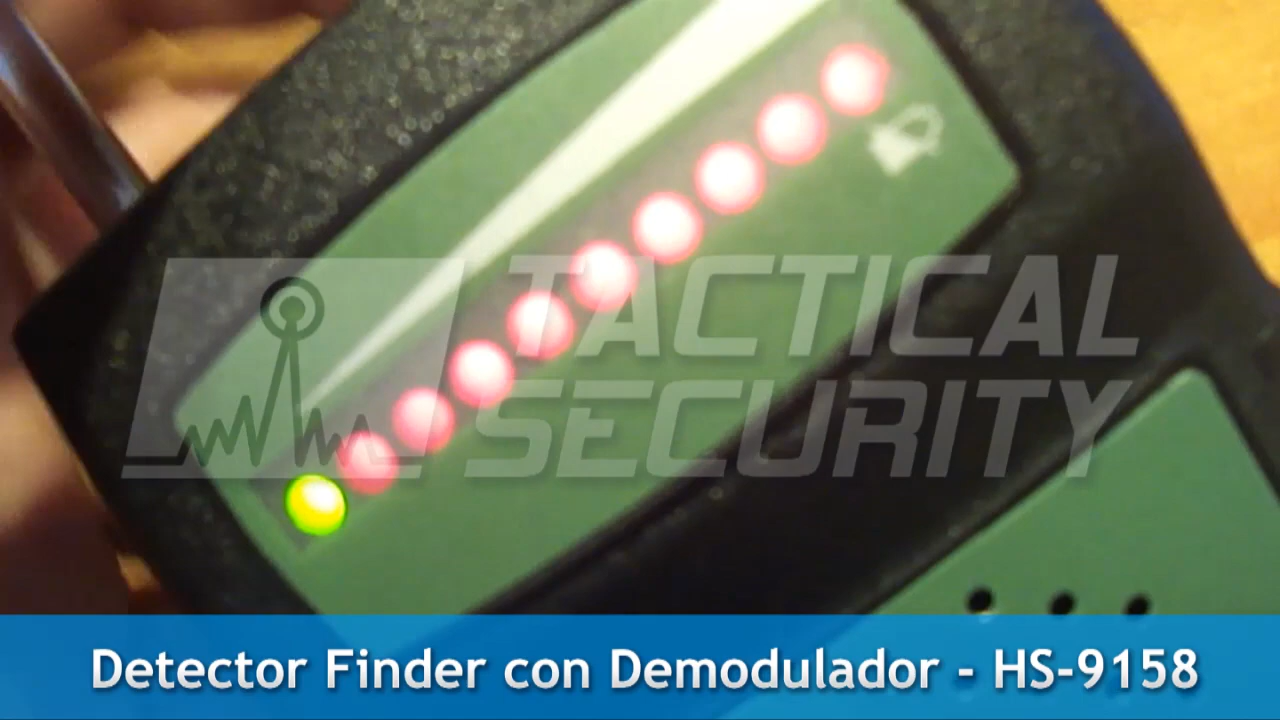 TACTICAL
SECURITY
Detector Finder con Demodulador - HS-9158